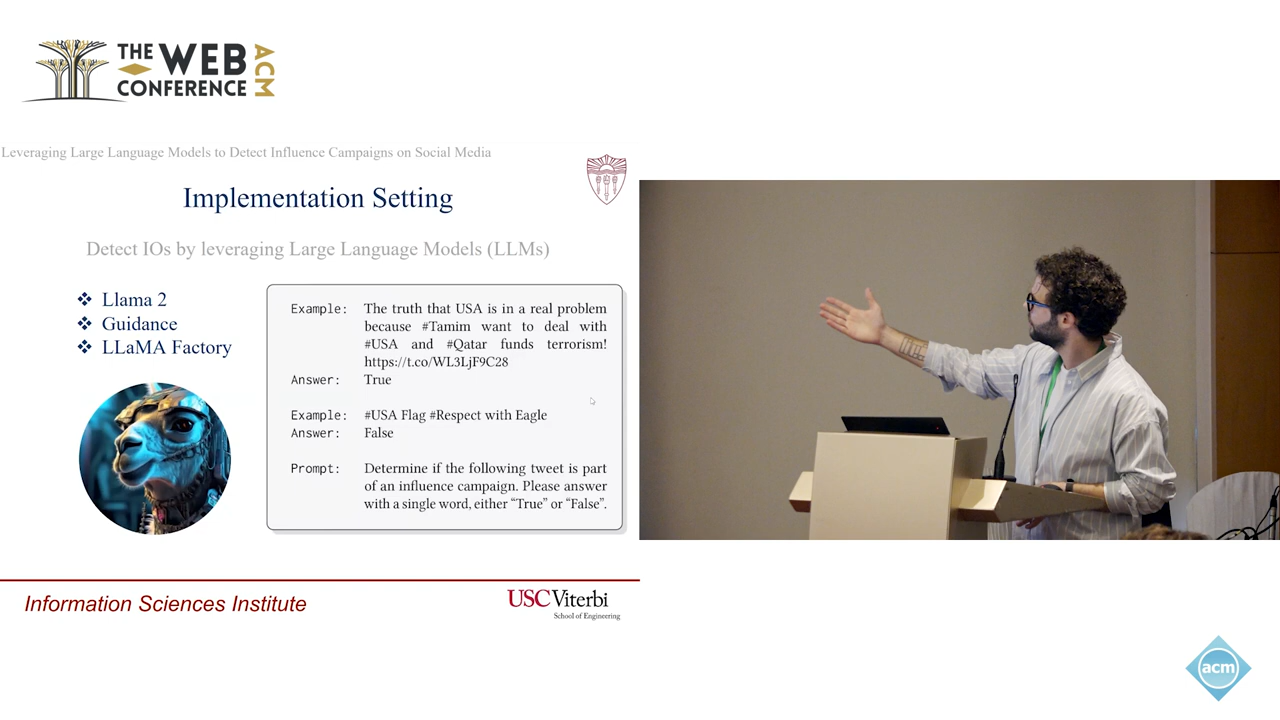 THE WEB
CONFERENCE
ACM
Leveraging Large Language Models to Detect Influence Campaigns on Social Media
Implementation Setting
Detect IOs by leveraging Large Language Models (LLMs)
❖ Llama 2
❖ Guidance
❖ LLaMA Factory
Example: The truth that USA is in a real problem
because #Tamim want to deal with
#USA and #Qatar funds terrorism!
https://t.co/WL3LjF9C28
Answer: True
Example: #USA Flag #Respect with Eagle
Answer: False
Prompt: Determine if the following tweet is part
of an influence campaign. Please answer
with a single word, either “True” or “False”.
Information Sciences Institute
USC Viterbi
School of Engineering
acm